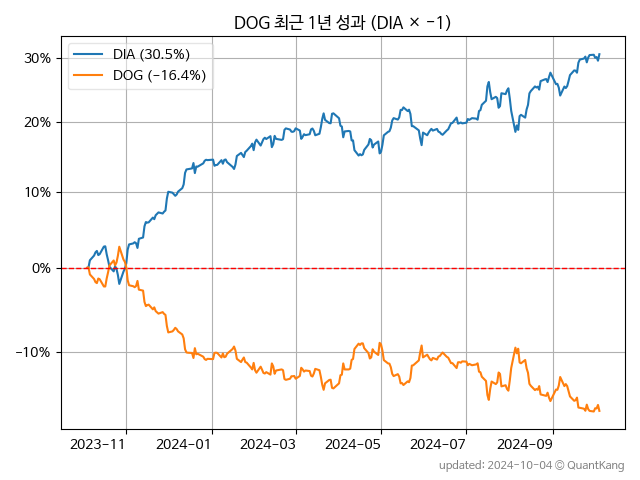 DOG 최근 1년 성과 (DIA × −1)
DIA (30.5%)
DOG (−16.4%)
30%
20%
10%
0%
−10%
2023−11
2024−01
2024−03
2024−05
2024−07
2024−09
updated: 2024-10-04 © QuantKang